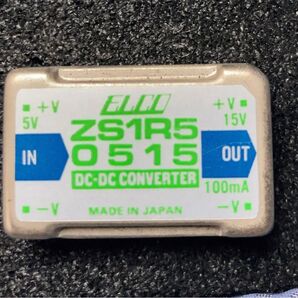 ELCO
+V ZS1R5 +V
5V 15V
IN 0515 OUT
DC-DC CONVERTER 100mA
-V MADE IN JAPAN -V